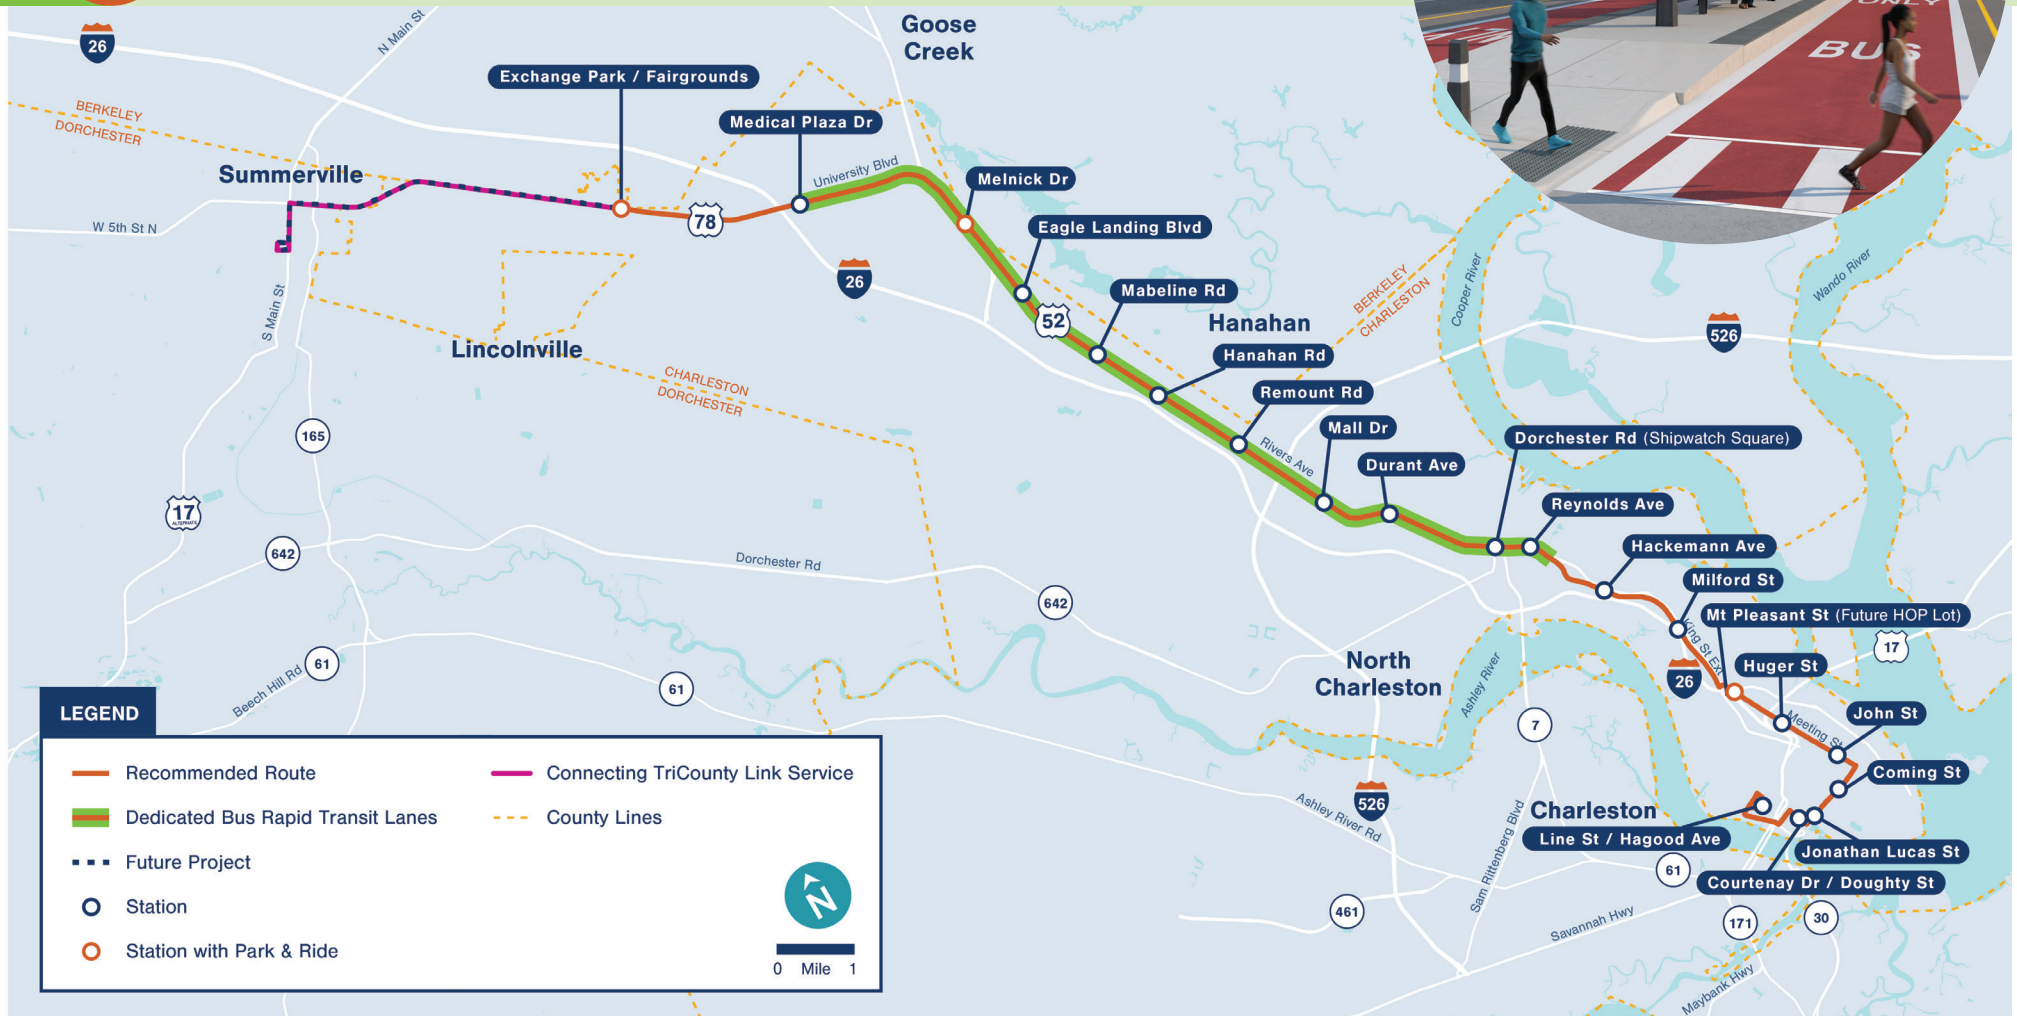 ONLY
BUS
26
N Main St
Goose
Creek
Exchange Park / Fairgrounds
BERKELEY
DORCHESTER
Medical Plaza Dr
University Blvd
Summerville
Melnick Dr
W 5th St N
78
Eagle Landing Blvd
26
Mabeline Rd
52
S Main St
Lincolnville
Hanahan
Hanahan Rd
BERKELEY
CHARLESTON
Cooper River
Wando River
526
CHARLESTON
DORCHESTER
Remount Rd
Mall Dr
Rivers Ave
Durant Ave
Dorchester Rd (Shipwatch Square)
165
17
ALTERNATE
Reynolds Ave
642
Dorchester Rd
Hackemann Ave
Milford St
642
Mt Pleasant St (Future HOP Lot)
King St Ext
17
61
Beech Hill Rd
61
North
Charleston
Ashley River
26
Huger St
7
Meeting St
John St
Coming St
526
Ashley River Rd
Charleston
Line St / Hagood Ave
Jonathan Lucas St
61
Courtenay Dr / Doughty St
Sam Rittenberg Blvd
461
Savannah Hwy
171
30
Maybank Hwy
LEGEND
Recommended Route
Dedicated Bus Rapid Transit Lanes
Future Project
Station
Station with Park & Ride
Connecting TriCounty Link Service
County Lines
N
0 Mile 1